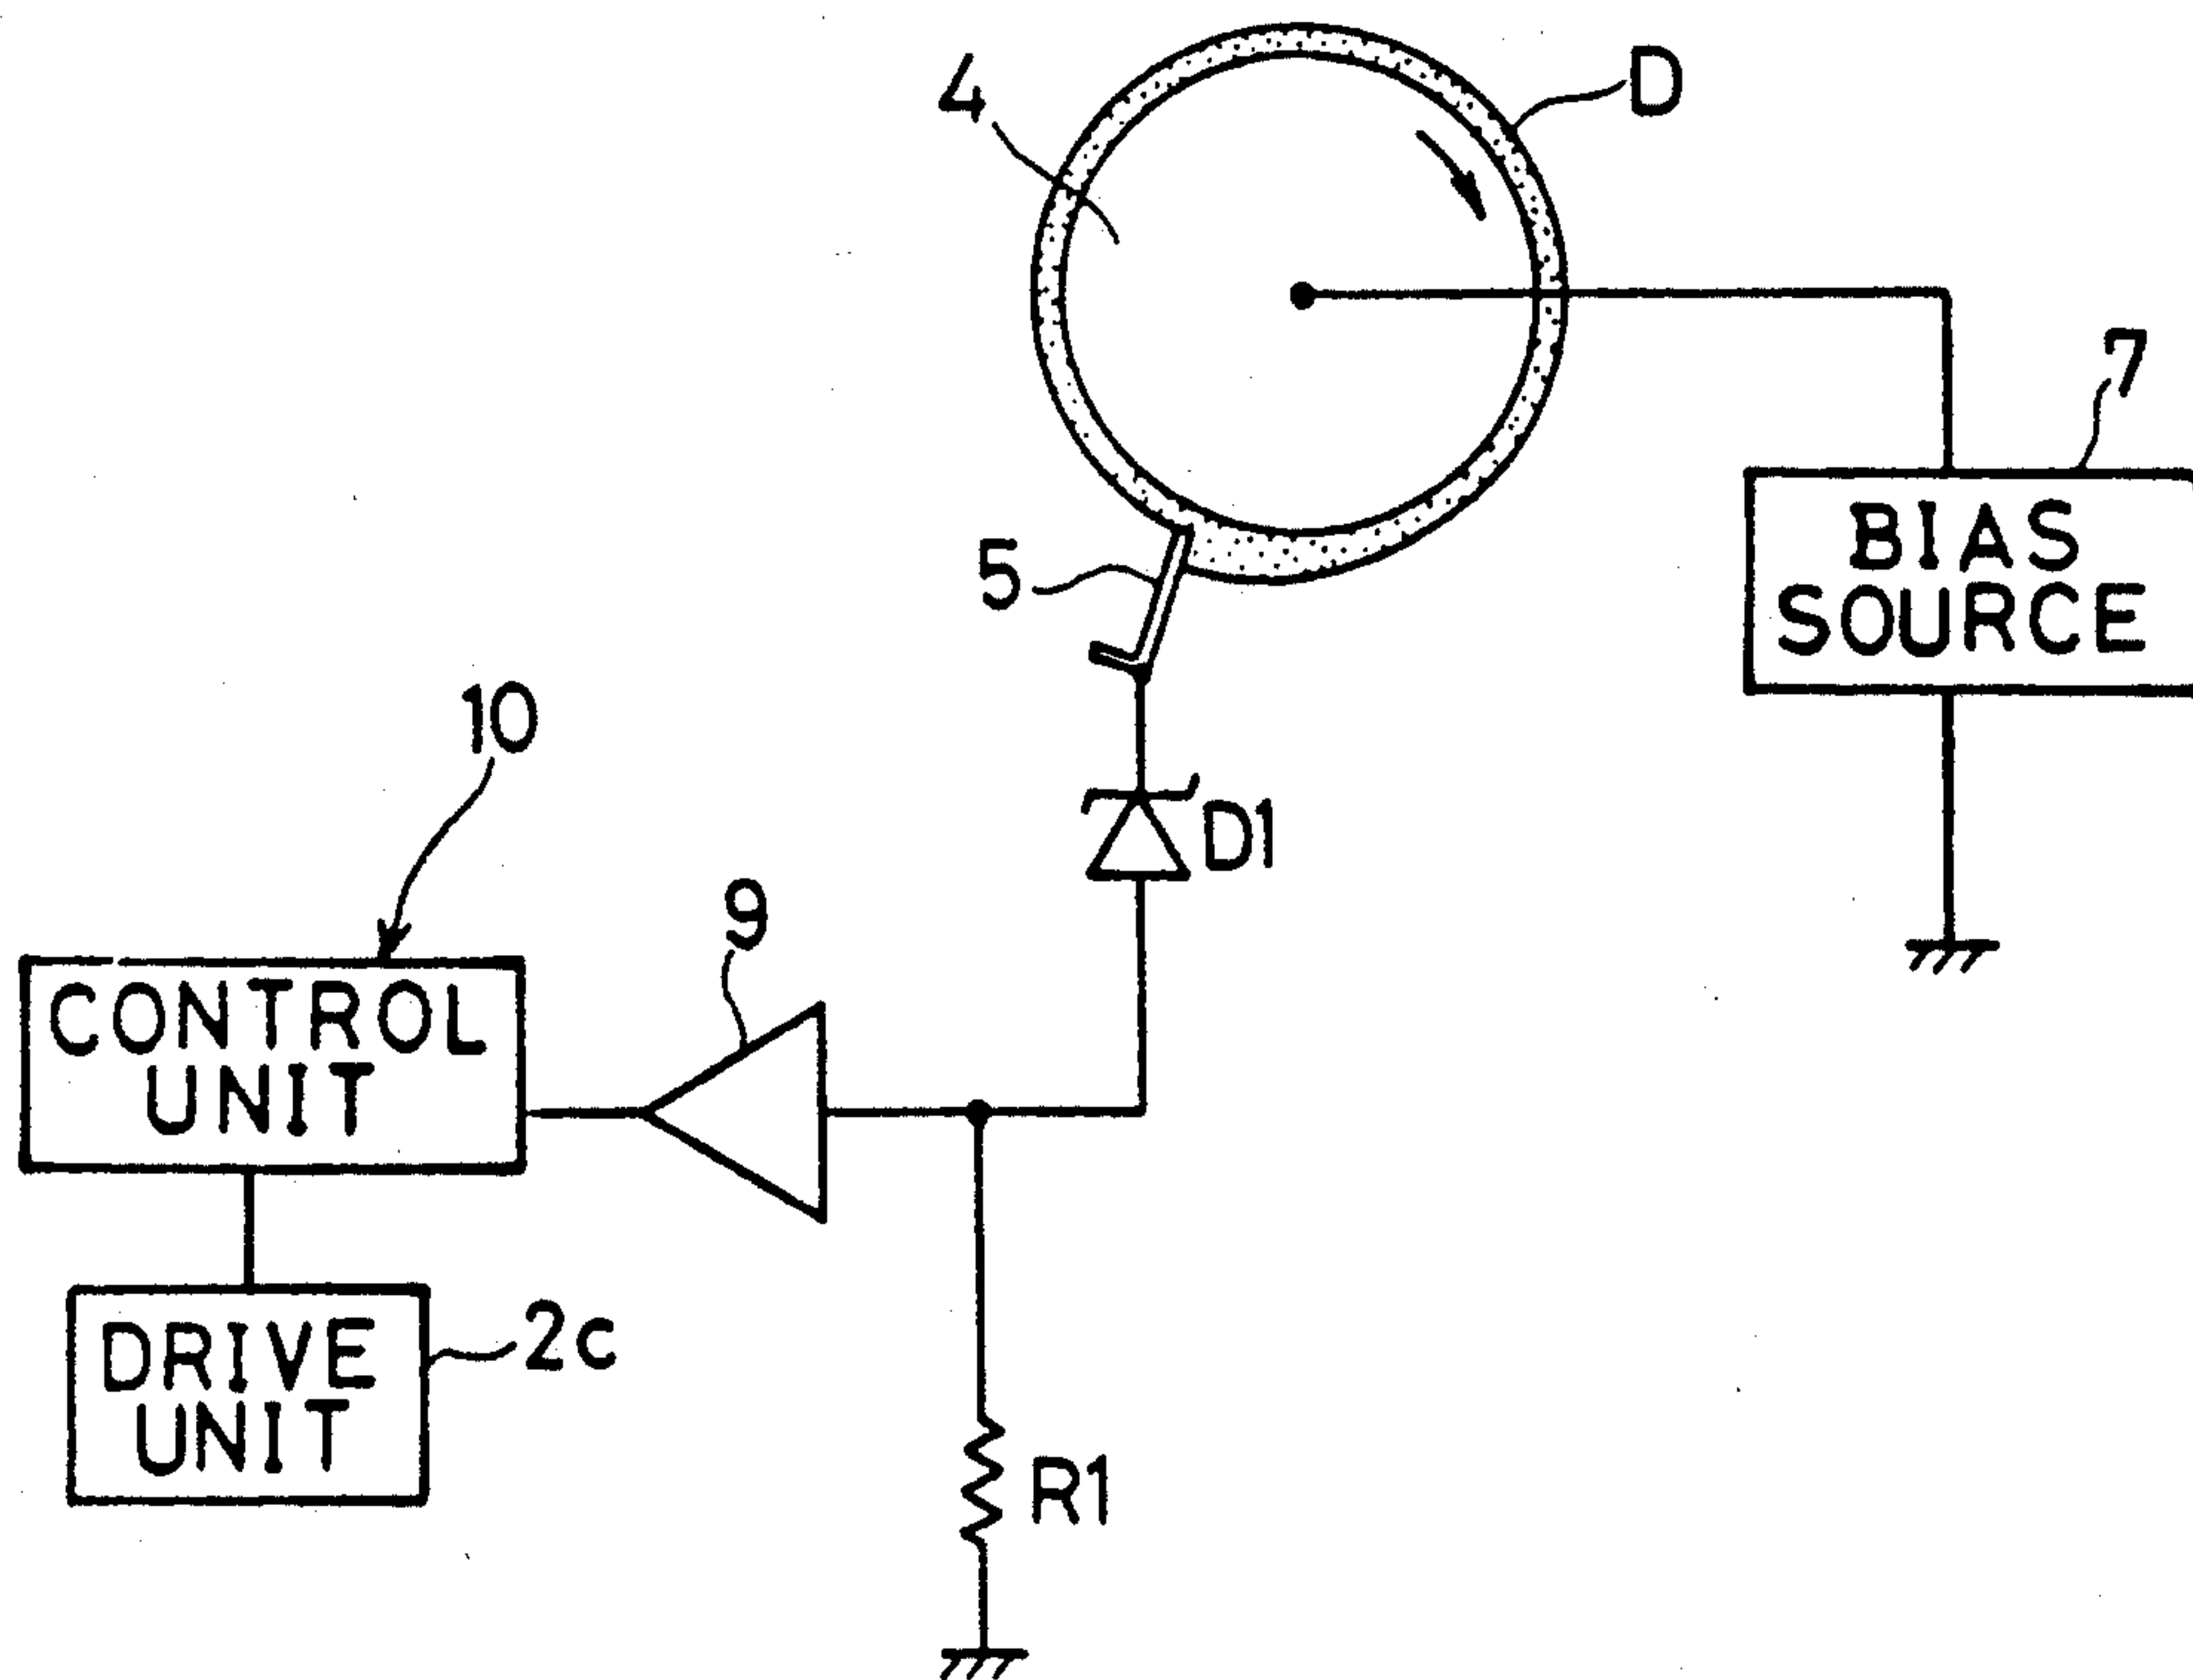 4
D
7
BIAS
SOURCE
5
10
D1
9
CONTROL
UNIT
DRIVE
UNIT
2c
R1